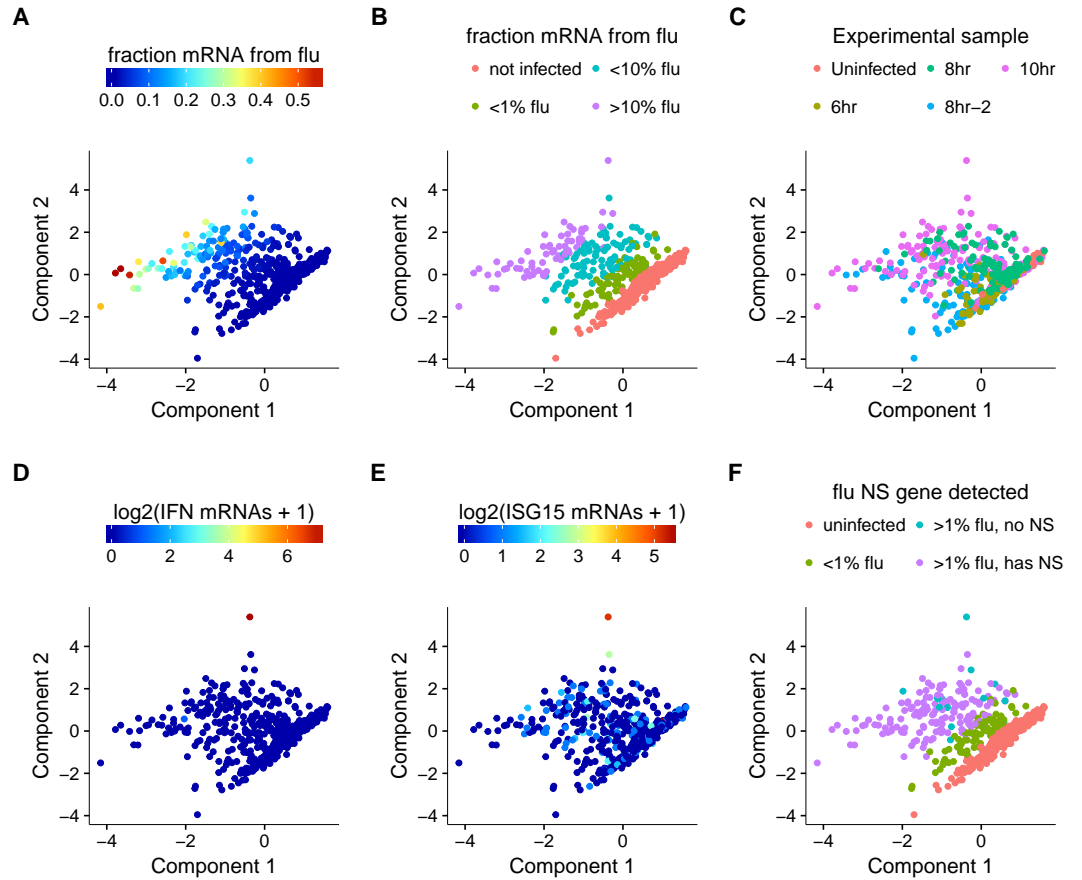 A B C
fraction mRNA from flu
0.0 0.1 0.2 0.3 0.4 0.5
fraction mRNA from flu
not infected <10% flu
<1% flu >10% flu
Experimental sample
Uninfected 8hr 10hr
6hr 8hr−2
4
2
0
−2
−4
Component 2
−4 −2 0
Component 1
4
2
0
−2
−4
Component 2
−4 −2 0
Component 1
4
2
0
−2
−4
Component 2
−4 −2 0
Component 1
D E F
log2(IFN mRNAs + 1)
0 2 4 6
log2(ISG15 mRNAs + 1)
0 1 2 3 4 5
flu NS gene detected
uninfected >1% flu, no NS
<1% flu >1% flu, has NS
4
2
0
−2
−4
Component 2
−4 −2 0
Component 1
4
2
0
−2
−4
Component 2
−4 −2 0
Component 1
4
2
0
−2
−4
Component 2
−4 −2 0
Component 1